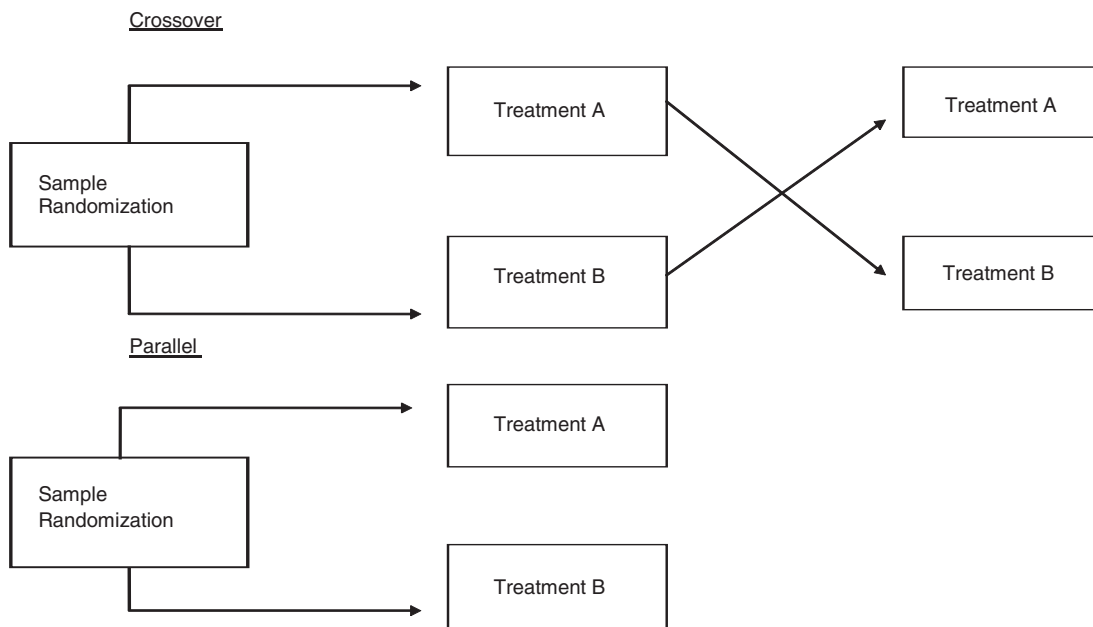 Crossover
Treatment A
Treatment A
Sample
Randomization
Treatment B
Treatment B
Parallel
Treatment A
Sample
Randomization
Treatment B